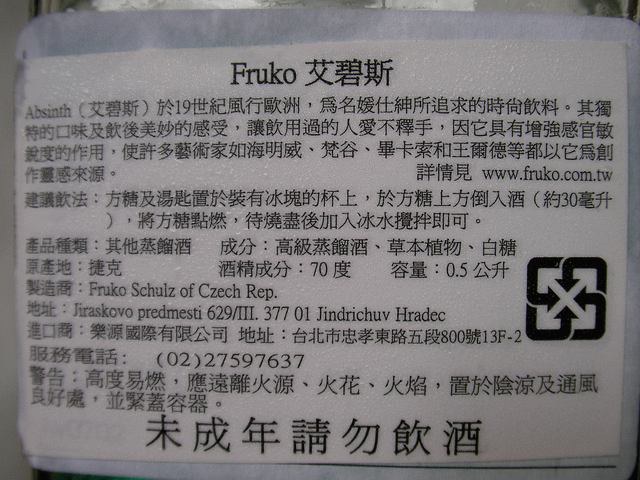 Fruko 艾碧斯
Absinth（艾碧斯）於19世紀風行歐洲，為名媛仕紳所追求的時尚飲料。其獨
特的口味及飲後美妙的感受，讓飲用過的人愛不釋手，因它具有增強感官敏
銳度的作用，使許多藝術家如海明威、梵谷、畢卡索和王爾德等都以它為創
作靈感來源。 詳情見 www.fruko.com.tw
建議飲法：方糖及湯匙置於裝有冰塊的杯上，於方糖上方倒入酒（約30毫升
），將方糖點燃，待燒盡後加入冰水攪拌即可。
產品種類：其他蒸餾酒 成分：高級蒸餾酒、草本植物、白糖
原產地：捷克 酒精成分：70 度 容量：0.5 公升
製造商：Fruko Schulz of Czech Rep.
地址：Jiraskovo predmesti 629/III. 377 01 Jindrichuv Hradec
進口商：樂源國際有限公司 地址：台北市忠孝東路五段800號13F-2
服務電話：(02)27597637
警告：高度易燃，應遠離火源、火花、火焰，置於陰涼及通風
良好處，並緊蓋容器。
未成年請勿飲酒